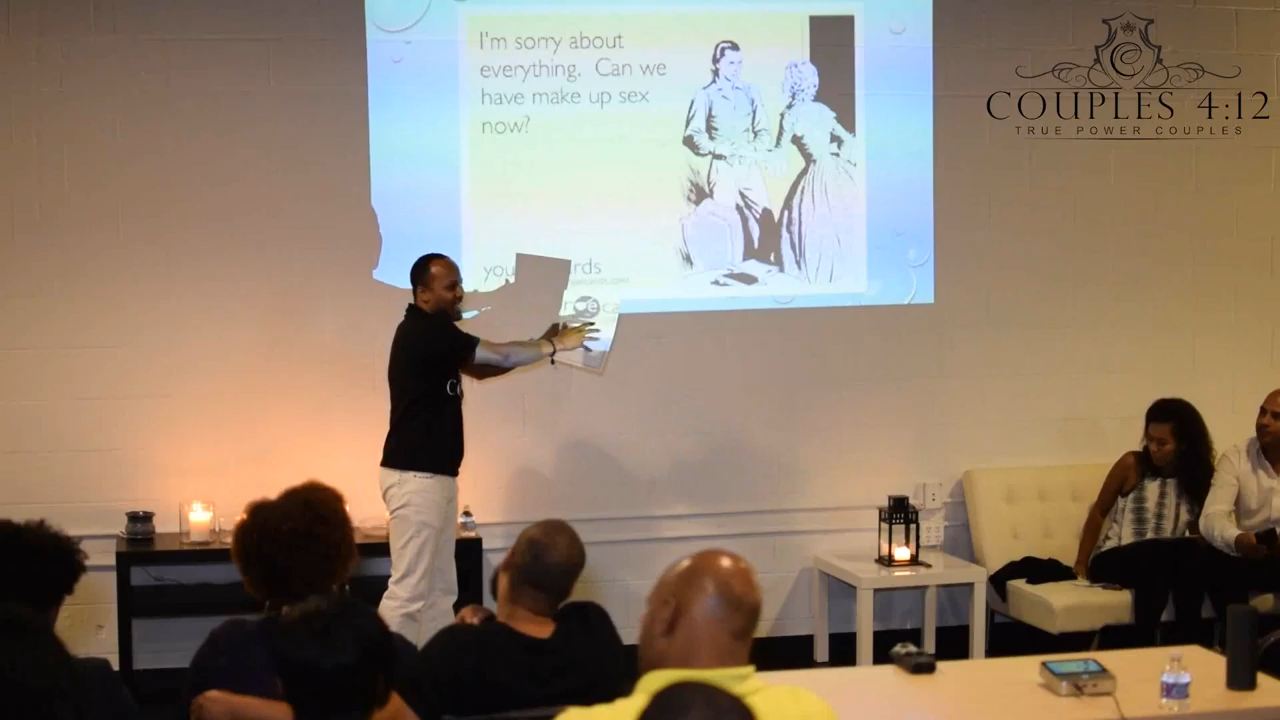 I'm sorry about
everything. Can we
have make up sex
now?
COUPLES 4:12
TRUE POWER COUPLES